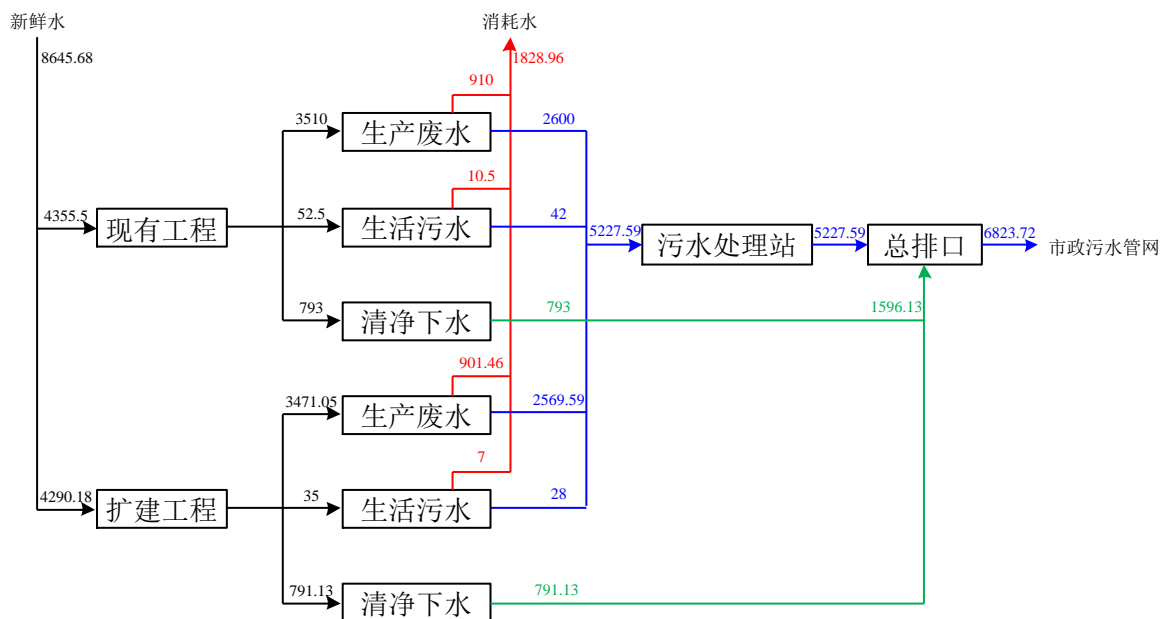 新鲜水
消耗水
8645.68
1828.96
910
3510
生产废水
2600
10.5
4355.5
现有工程
52.5
生活污水
42
5227.59
污水处理站
5227.59
总排口
6823.72
市政污水管网
793
清净下水
793
1596.13
901.46
3471.05
生产废水
2569.59
7
4290.18
扩建工程
35
生活污水
28
791.13
清净下水
791.13